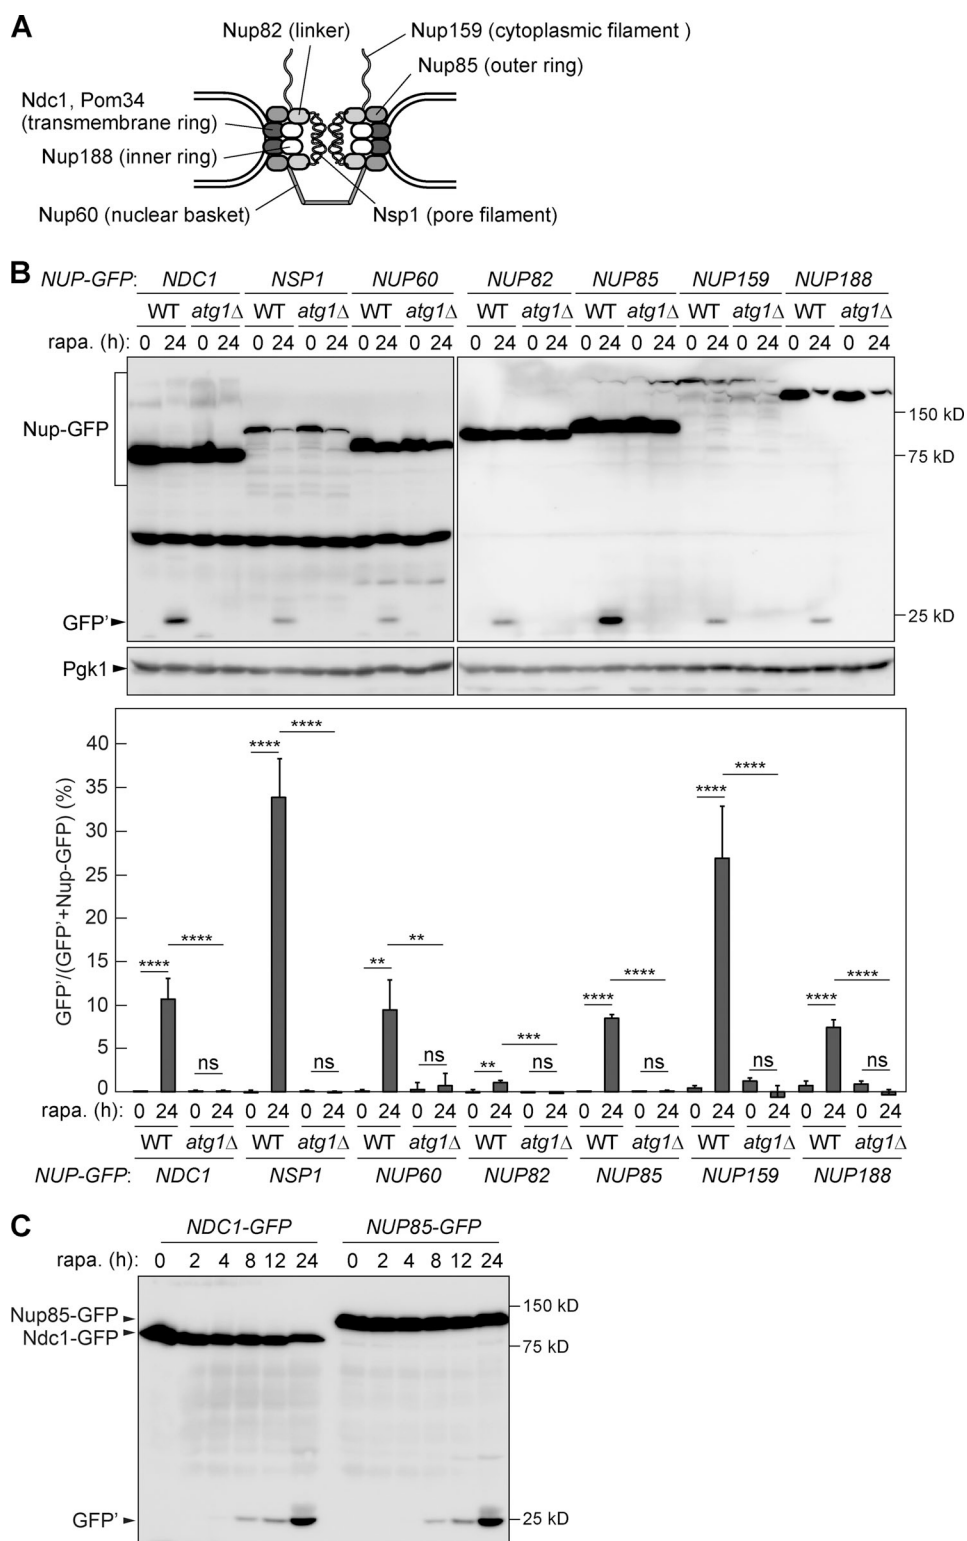 A
Nup82 (linker)
Nup159 (cytoplasmic filament )
Nup85 (outer ring)
Ndc1, Pom34
(transmembrane ring)
Nup188 (inner ring)
Nup60 (nuclear basket)
Nsp1 (pore filament)
B
NUP-GFP: NDC1 NSP1 NUP60 NUP82 NUP85 NUP159 NUP188
WT atg1Δ WT atg1Δ WT atg1Δ WT atg1Δ WT atg1Δ WT atg1Δ WT atg1Δ
rapa. (h): 0 24 0 24 0 24 0 24 0 24 0 24 0 24 0 24 0 24 0 24 0 24 0 24 0 24 0 24
Nup-GFP
150 kD
75 kD
25 kD
GFP'
Pgk1
GFP'/(GFP'+Nup-GFP) (%)
40
35
30
25
20
15
10
5
0
**** ****
ns
**** ****
ns
** **
ns
** ***
ns
**** ****
ns
**** ****
ns
**** ****
ns
rapa. (h): 0 24 0 24 0 24 0 24 0 24 0 24 0 24 0 24 0 24 0 24 0 24 0 24 0 24 0 24
WT atg1Δ WT atg1Δ WT atg1Δ WT atg1Δ WT atg1Δ WT atg1Δ WT atg1Δ
NUP-GFP: NDC1 NSP1 NUP60 NUP82 NUP85 NUP159 NUP188
C
NDC1-GFP NUP85-GFP
rapa. (h): 0 2 4 8 12 24 0 2 4 8 12 24
Nup85-GFP
Ndc1-GFP
150 kD
75 kD
GFP'
25 kD